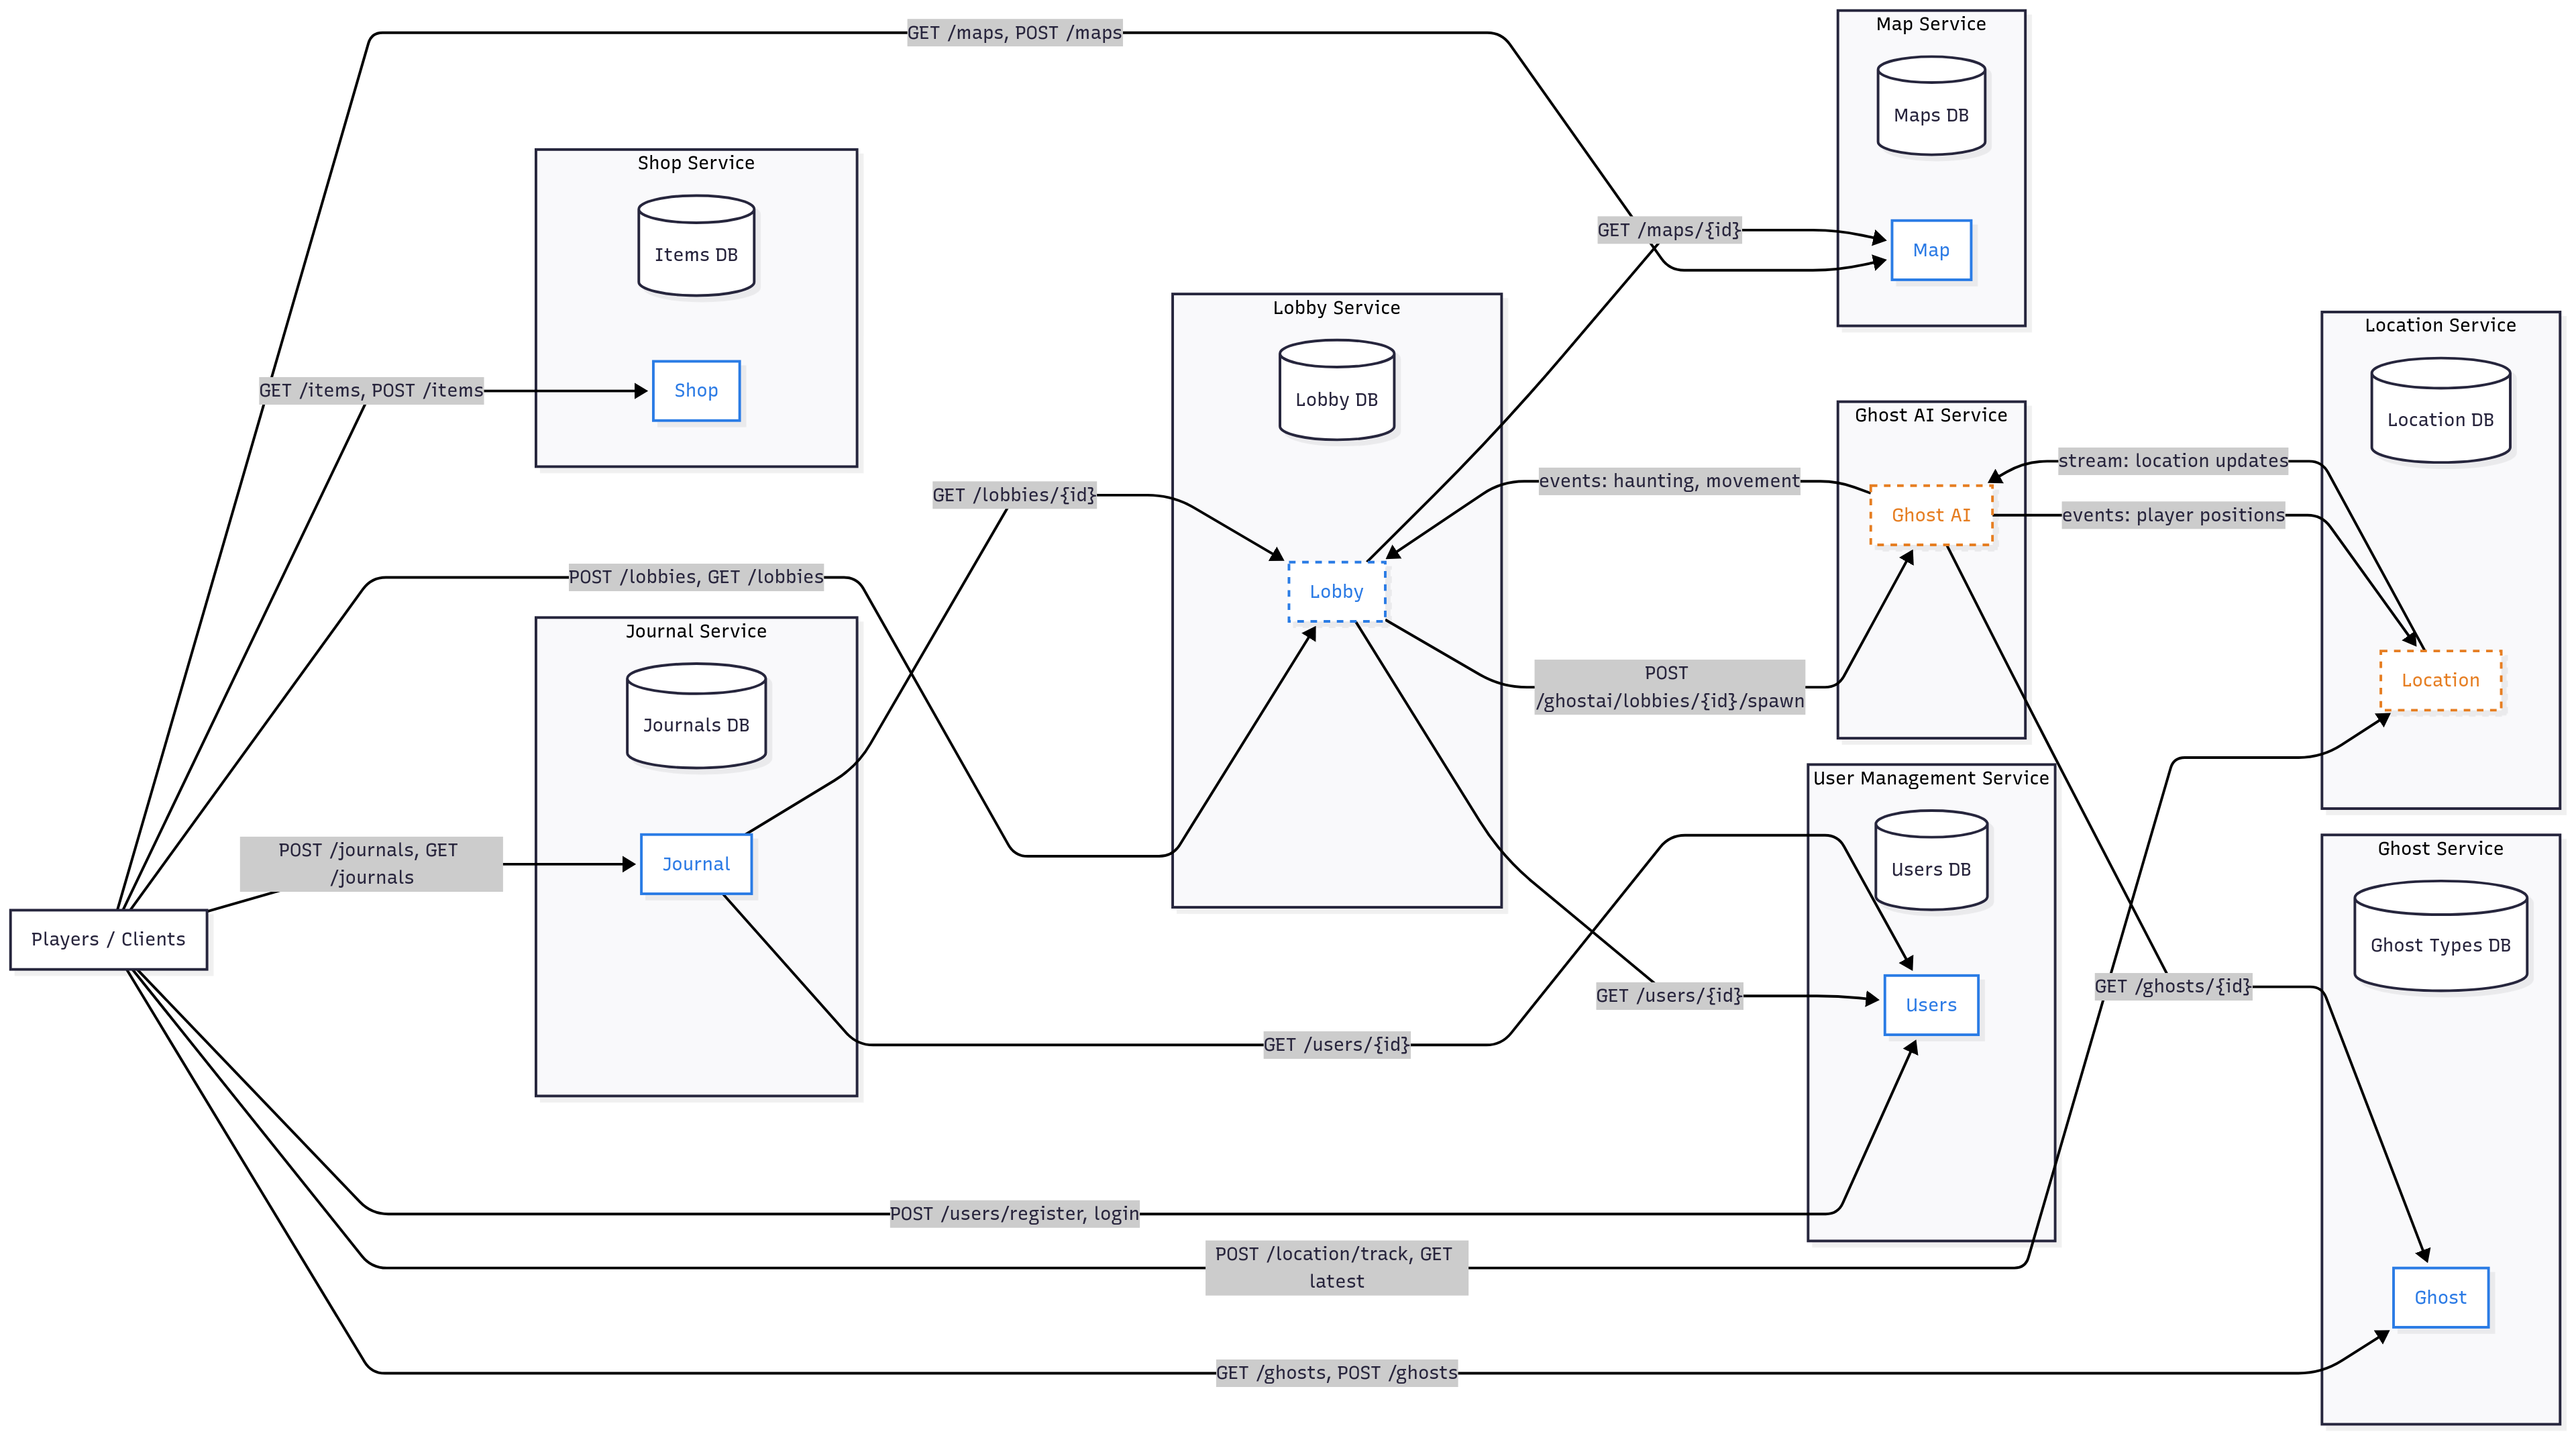 GET /maps, POST /maps
Map Service
Maps DB
Map
GET /maps/{id}
Shop Service
Items DB
GET /items, POST /items
Shop
Lobby Service
Lobby DB
Lobby
GET /lobbies/{id}
POST /lobbies, GET /lobbies
Location Service
Location DB
Location
Ghost AI Service
Ghost AI
stream: location updates
events: player positions
events: haunting, movement
POST
/ghostai/lobbies/{id}/spawn
Journal Service
Journals DB
Journal
POST /journals, GET
/journals
Players / Clients
User Management Service
Users DB
Users
GET /users/{id}
GET /users/{id}
Ghost Service
Ghost Types DB
GET /ghosts/{id}
Ghost
POST /users/register, login
POST /location/track, GET
latest
GET /ghosts, POST /ghosts